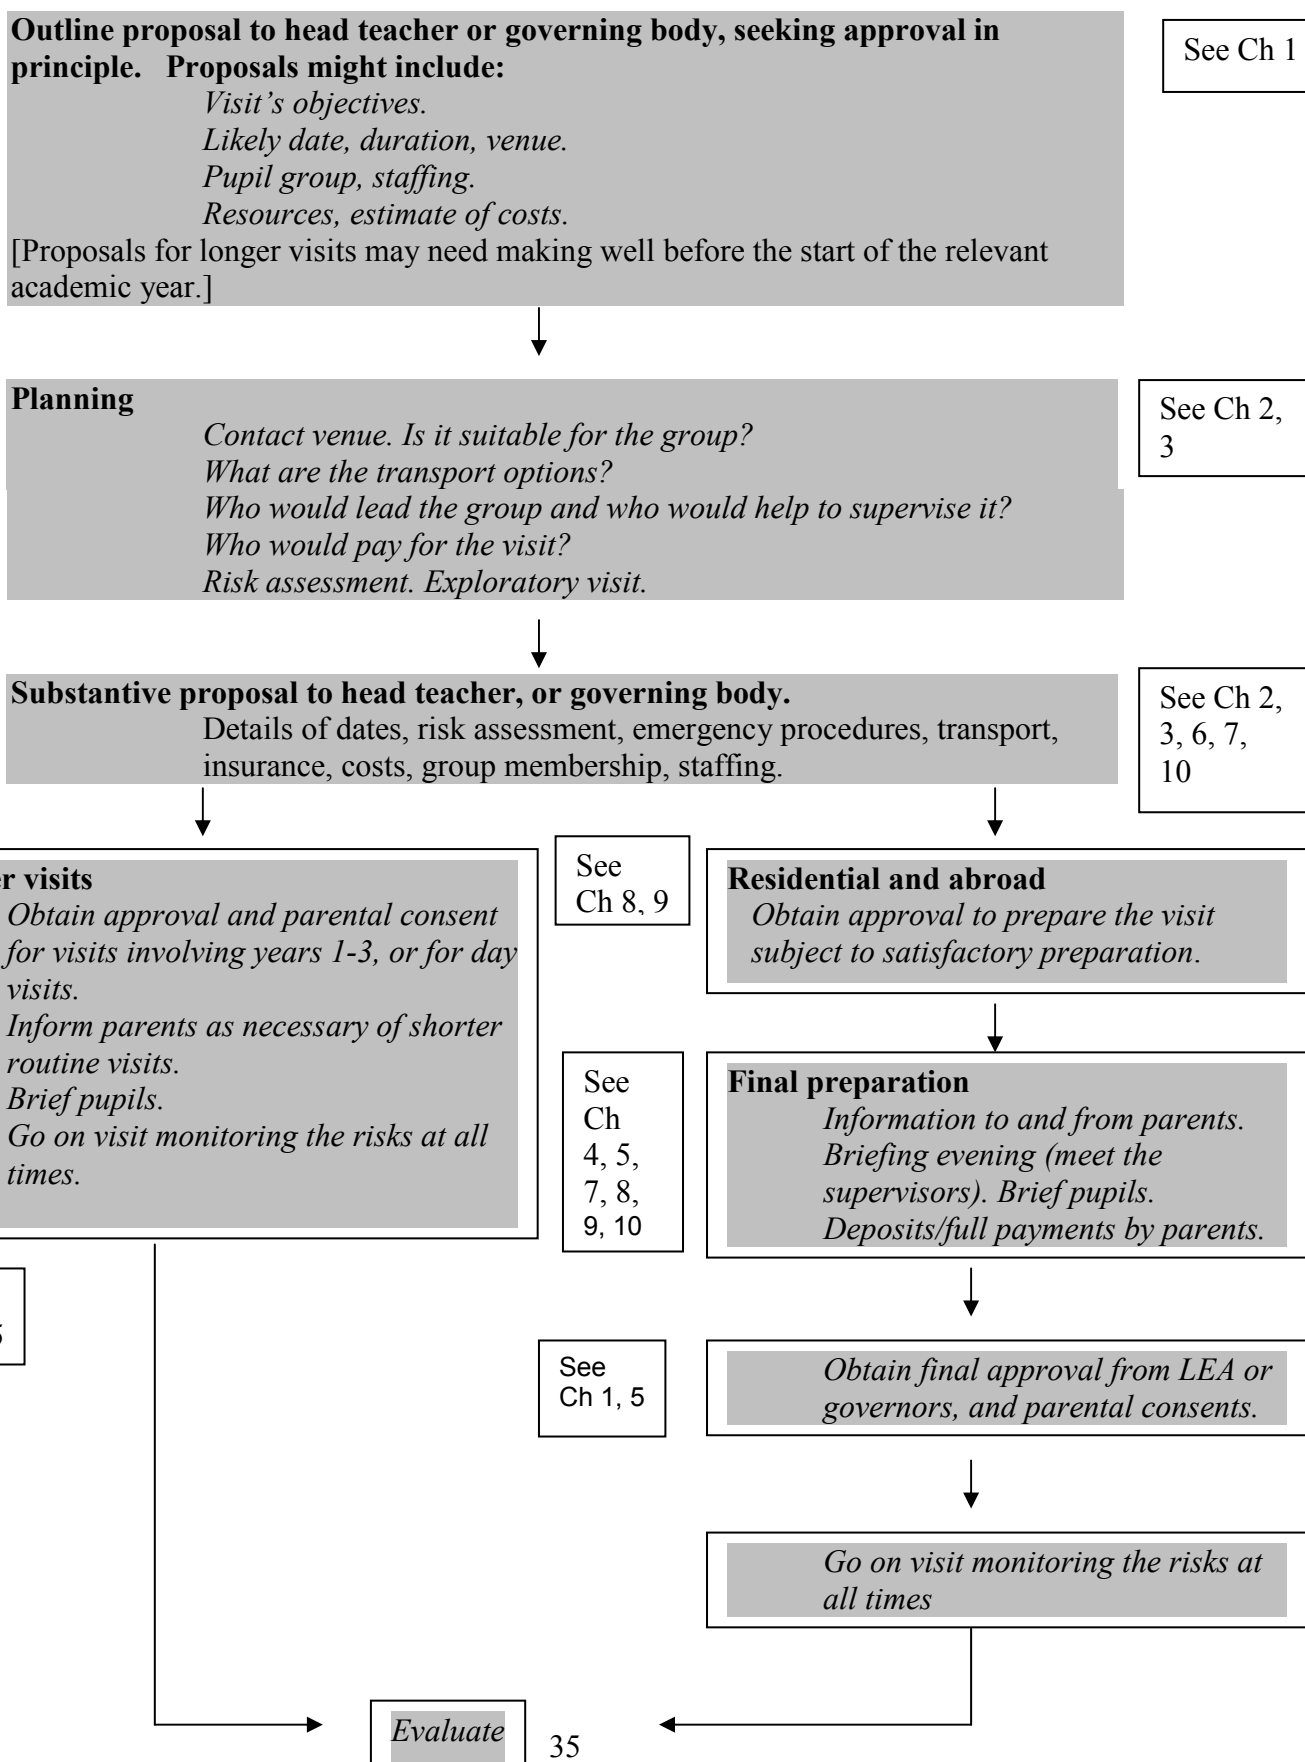 Outline proposal to head teacher or governing body, seeking approval in
principle. Proposals might include:
Visit’s objectives.
Likely date, duration, venue.
Pupil group, staffing.
Resources, estimate of costs.
[Proposals for longer visits may need making well before the start of the relevant
academic year.]
See Ch 1
Planning
Contact venue. Is it suitable for the group?
What are the transport options?
Who would lead the group and who would help to supervise it?
Who would pay for the visit?
Risk assessment. Exploratory visit.
See Ch 2,
3
Substantive proposal to head teacher, or governing body.
Details of dates, risk assessment, emergency procedures, transport,
insurance, costs, group membership, staffing.
See Ch 2,
3, 6, 7,
10
visits
Obtain approval and parental consent
for visits involving years 1-3, or for day
visits.
Inform parents as necessary of shorter
routine visits.
Brief pupils.
Go on visit monitoring the risks at all
times.
See
Ch 8, 9
Residential and abroad
Obtain approval to prepare the visit
subject to satisfactory preparation.
See
Ch
4, 5,
7, 8,
9, 10
Final preparation
Information to and from parents.
Briefing evening (meet the
supervisors). Brief pupils.
Deposits/full payments by parents.
See
Ch 1, 5
Obtain final approval from LEA or
governors, and parental consents.
Go on visit monitoring the risks at
all times
Evaluate
35